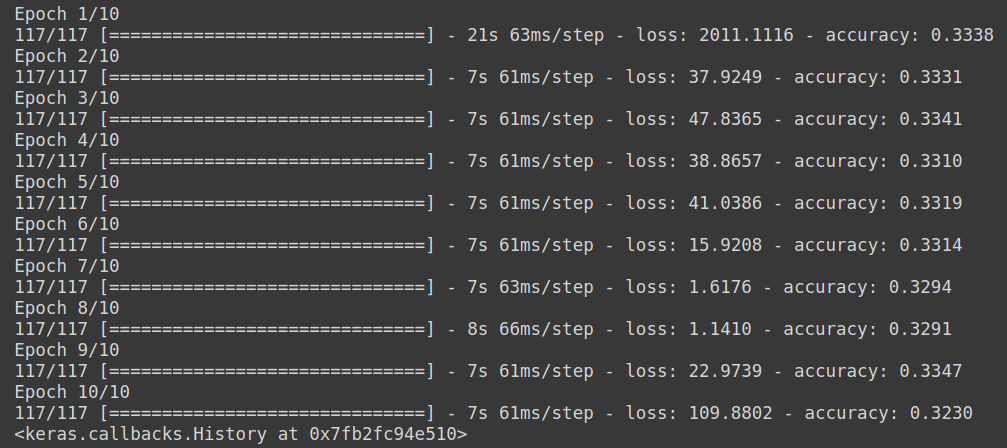 Epoch 1/10
117/117 [==============================] - 21s 63ms/step - loss: 2011.1116 - accuracy: 0.3338
Epoch 2/10
117/117 [==============================] - 7s 61ms/step - loss: 37.9249 - accuracy: 0.3331
Epoch 3/10
117/117 [==============================] - 7s 61ms/step - loss: 47.8365 - accuracy: 0.3341
Epoch 4/10
117/117 [==============================] - 7s 61ms/step - loss: 38.8657 - accuracy: 0.3310
Epoch 5/10
117/117 [==============================] - 7s 61ms/step - loss: 41.0386 - accuracy: 0.3319
Epoch 6/10
117/117 [==============================] - 7s 61ms/step - loss: 15.9208 - accuracy: 0.3314
Epoch 7/10
117/117 [==============================] - 7s 63ms/step - loss: 1.6176 - accuracy: 0.3294
Epoch 8/10
117/117 [==============================] - 8s 66ms/step - loss: 1.1410 - accuracy: 0.3291
Epoch 9/10
117/117 [==============================] - 7s 61ms/step - loss: 22.9739 - accuracy: 0.3347
Epoch 10/10
117/117 [==============================] - 7s 61ms/step - loss: 109.8802 - accuracy: 0.3230
<keras.callbacks.History at 0x7fb2fc94e510>